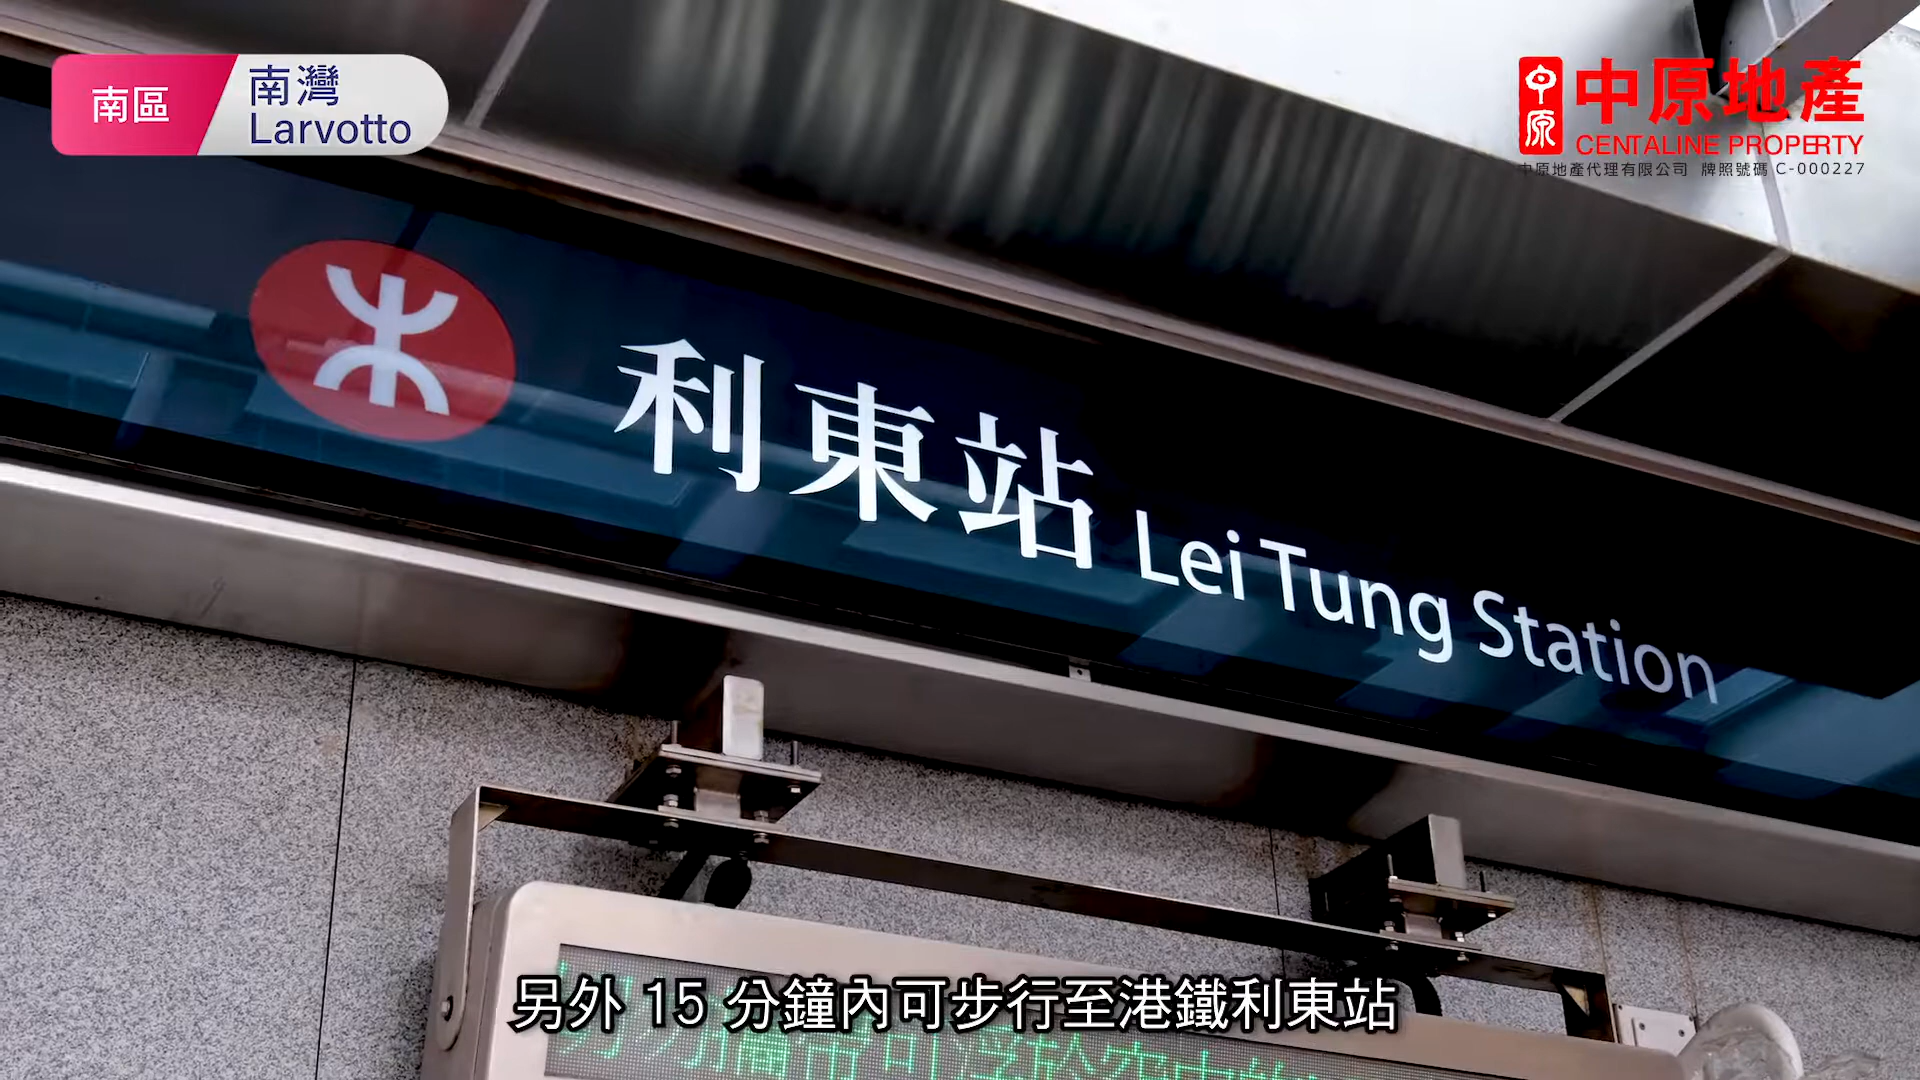 南區
南灣
Larvotto
中原
中原地產
CENTALINE PROPERTY
中原地產代理有限公司 牌照號碼 C-000227
利東站 Lei Tung Station
另外 15 分鐘內可步行至港鐵利東站